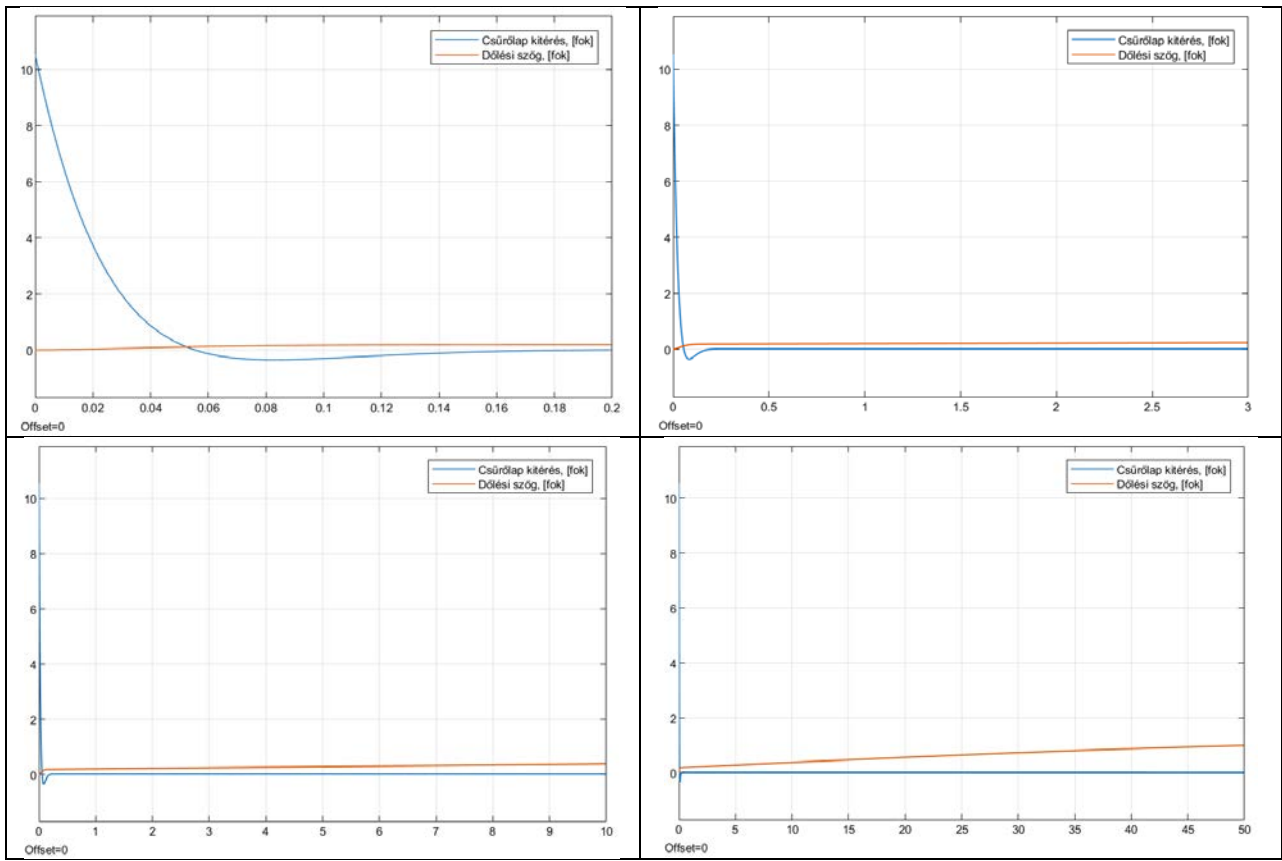 Csűrőlap kitérés, [fok]
Dőlési szög, [fok]
10
8
6
4
2
0
0 0.02 0.04 0.06 0.08 0.1 0.12 0.14 0.16 0.18 0.2
Offset=0
Csűrőlap kitérés, [fok]
Dőlési szög, [fok]
10
8
6
4
2
0
0 0.5 1 1.5 2 2.5 3
Offset=0
Csűrőlap kitérés, [fok]
Dőlési szög, [fok]
10
8
6
4
2
0
0 1 2 3 4 5 6 7 8 9 10
Offset=0
Csűrőlap kitérés, [fok]
Dőlési szög, [fok]
10
8
6
4
2
0
0 5 10 15 20 25 30 35 40 45 50
Offset=0